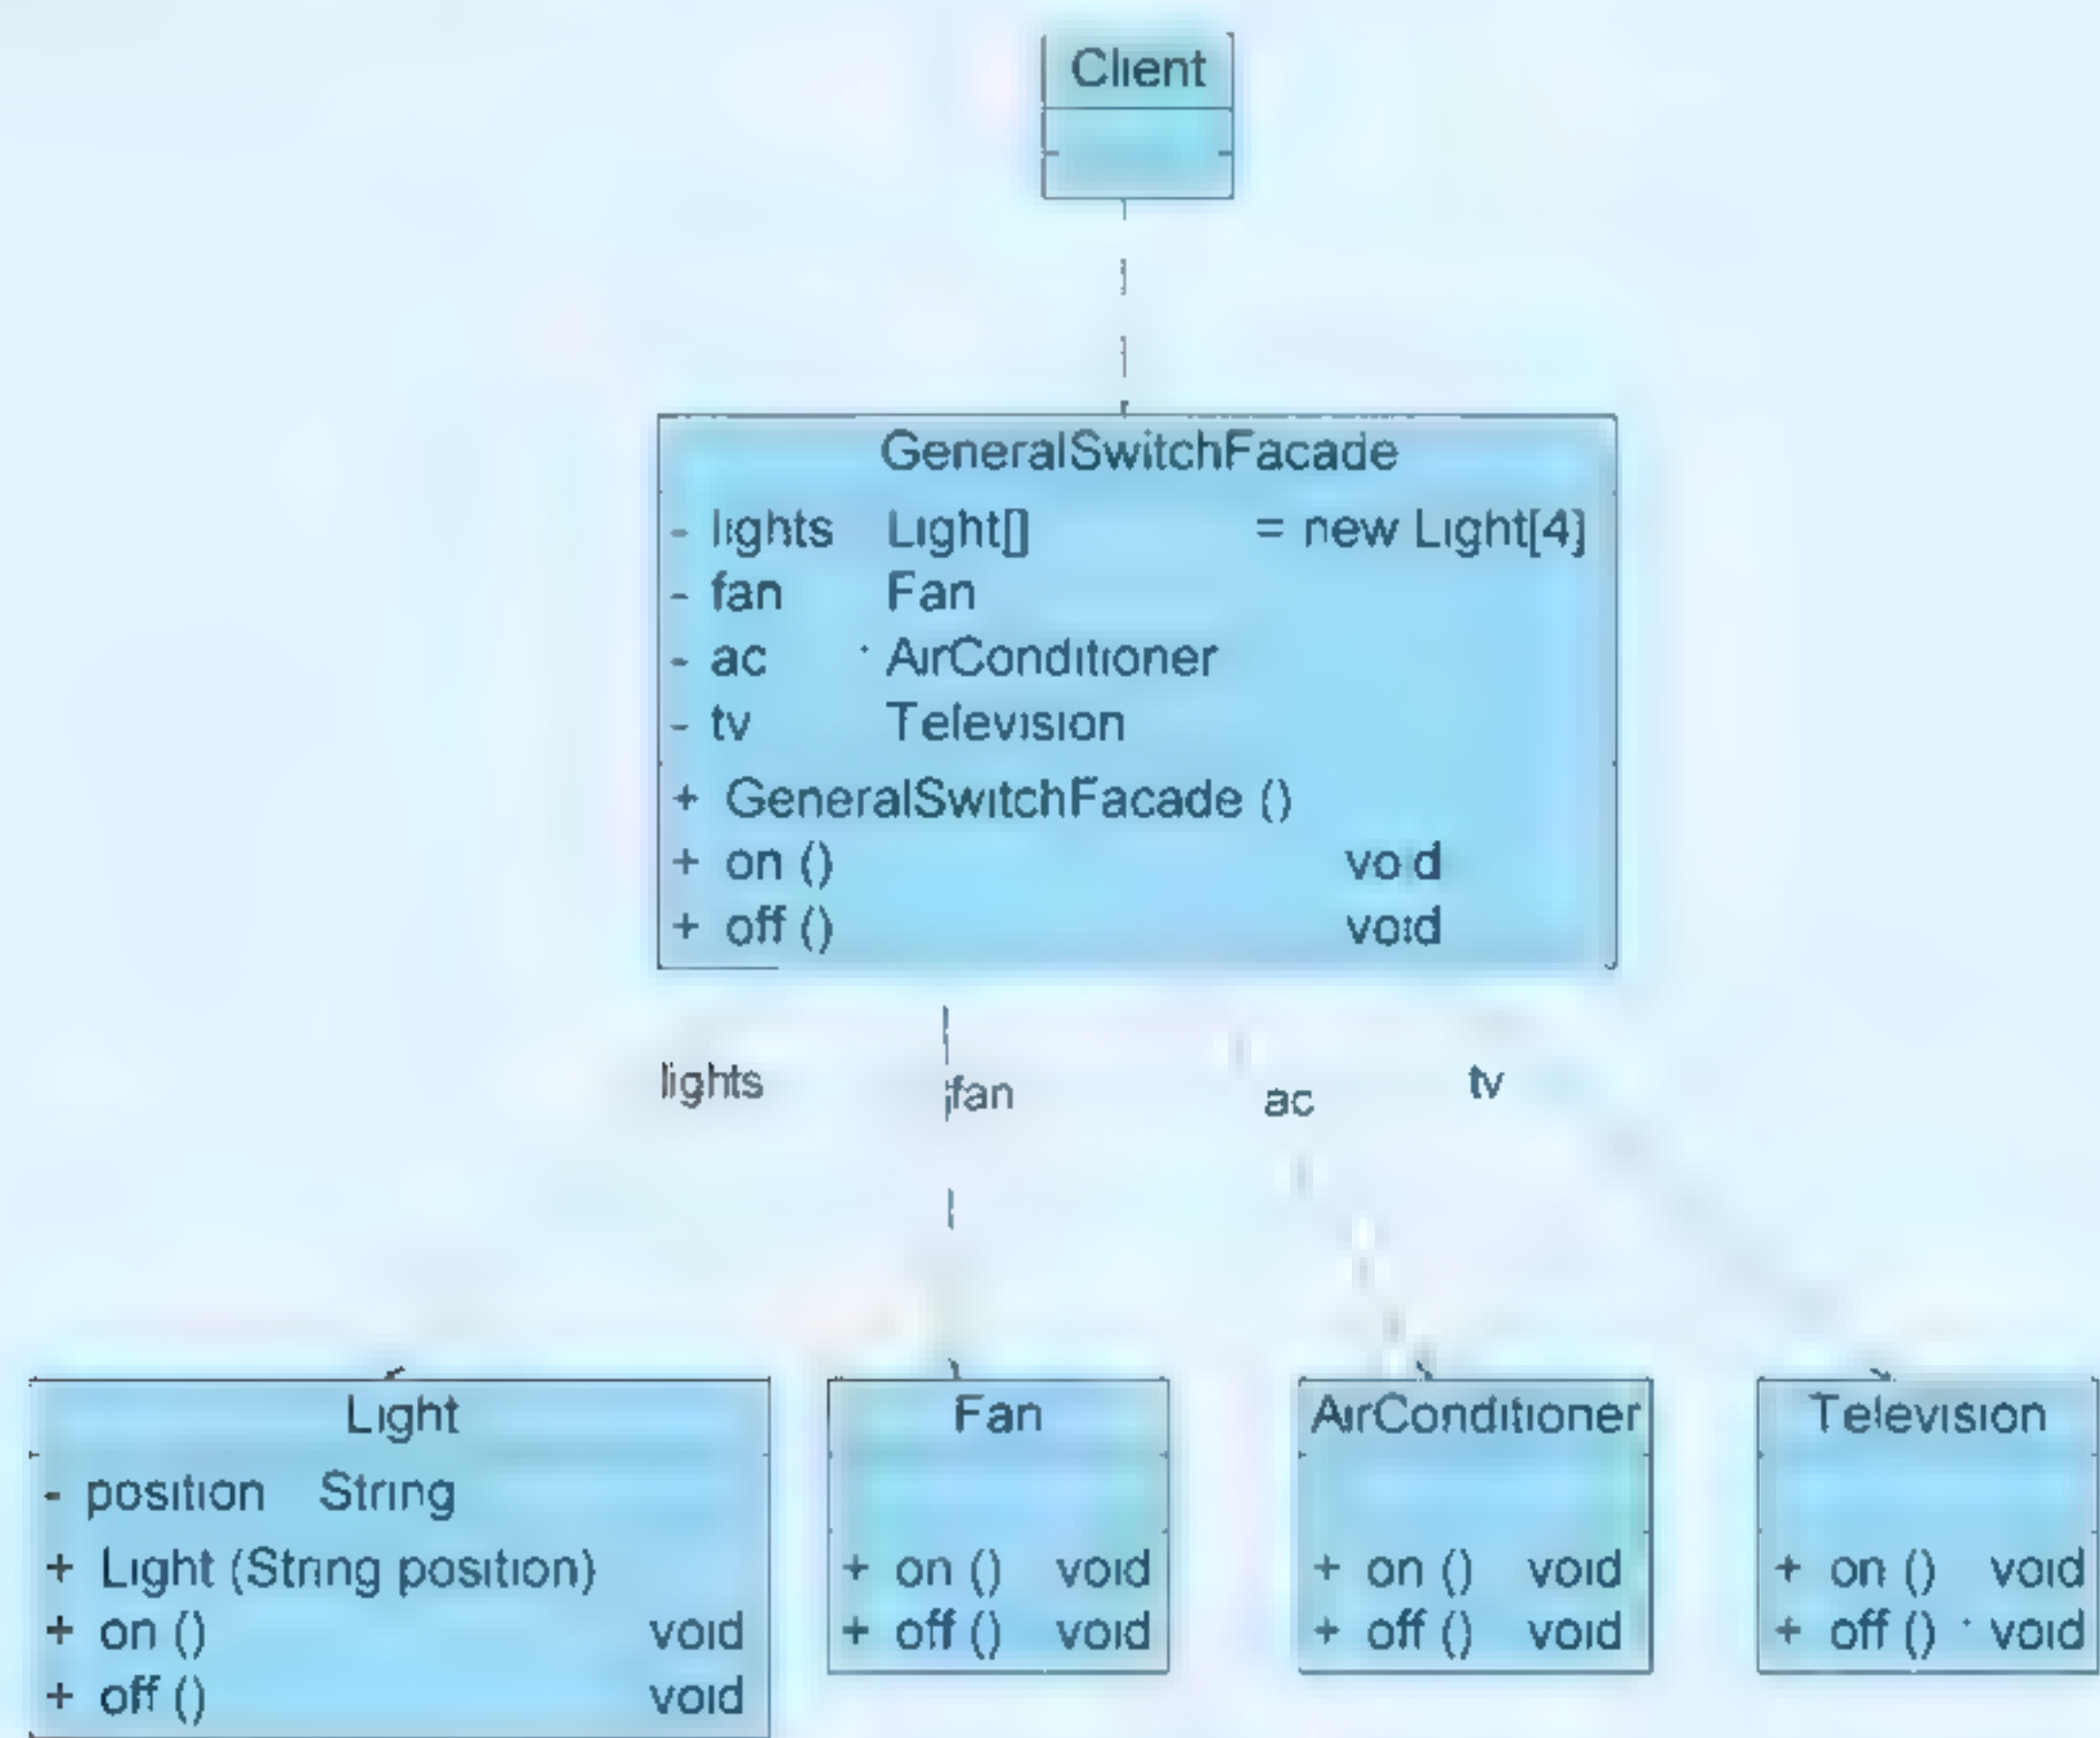 Client
GeneralSwitchFacade
- lights Light[] = new Light[4]
- fan Fan
- ac : AirConditioner
- tv Television
+ GeneralSwitchFacade ()
+ on () void
+ off () void
lights
fan
ac
tv
Light
- position String
+ Light (String position)
+ on () void
+ off () void
Fan
+ on () void
+ off () void
AirConditioner
+ on () void
+ off () void
Television
+ on () void
+ off () : void